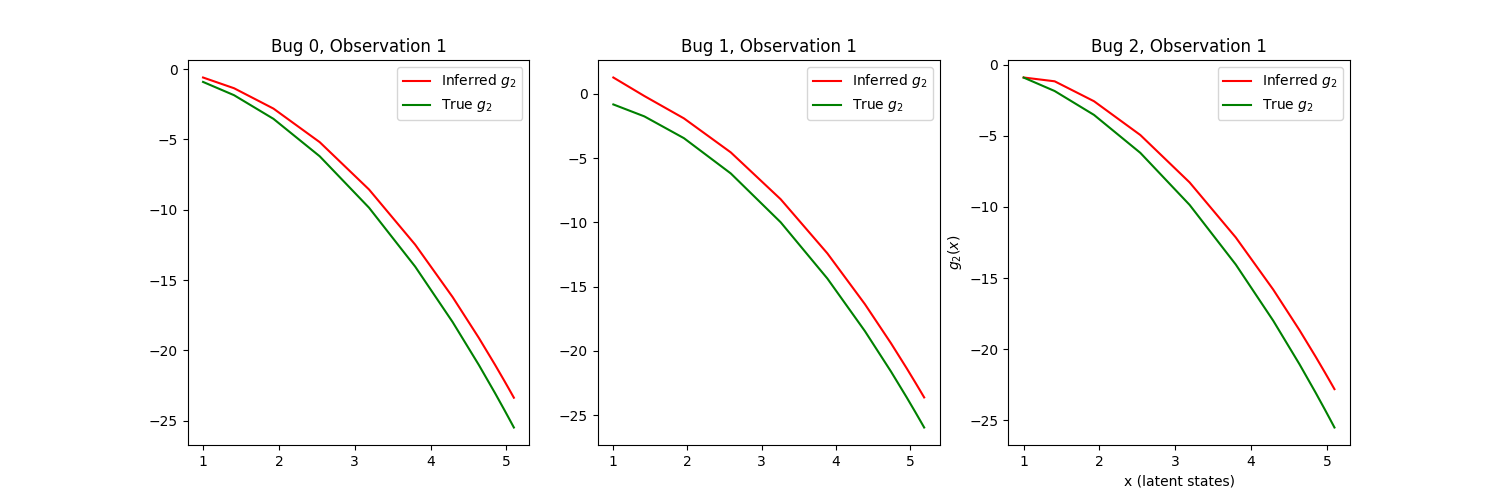 Bug 0, Observation 1
Inferred g₂
True g₂
0
−5
−10
−15
−20
−25
1 2 3 4 5
Bug 1, Observation 1
Inferred g₂
True g₂
0
−5
−10
−15
−20
−25
1 2 3 4 5
Bug 2, Observation 1
Inferred g₂
True g₂
g₂(x)
0
−5
−10
−15
−20
−25
1 2 3 4 5
x (latent states)